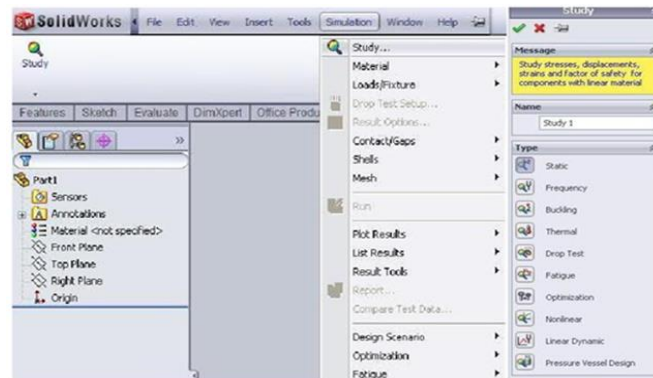 SolidWorks
File Edit View Insert Tools Simulation Window Help
Study
Features Sketch Evaluate DimXpert Office Produ
Part1
Sensors
Annotations
Material <not specified>
Front Plane
Top Plane
Right Plane
Origin
Study...
Material
Loads/Fixture
Drop Test Setup...
Result Options...
Contact/Gaps
Shells
Mesh
Run
Plot Results
List Results
Result Tools
Report...
Compare Test Data...
Design Scenario
Optimization
Fatigue
Study
Message
Study stresses, displacements,
strains and factor of safety for
components with linear material
Name
Study 1
Type
Static
Frequency
Buckling
Thermal
Drop Test
Fatigue
Optimization
Nonlinear
Linear Dynamic
Pressure Vessel Design